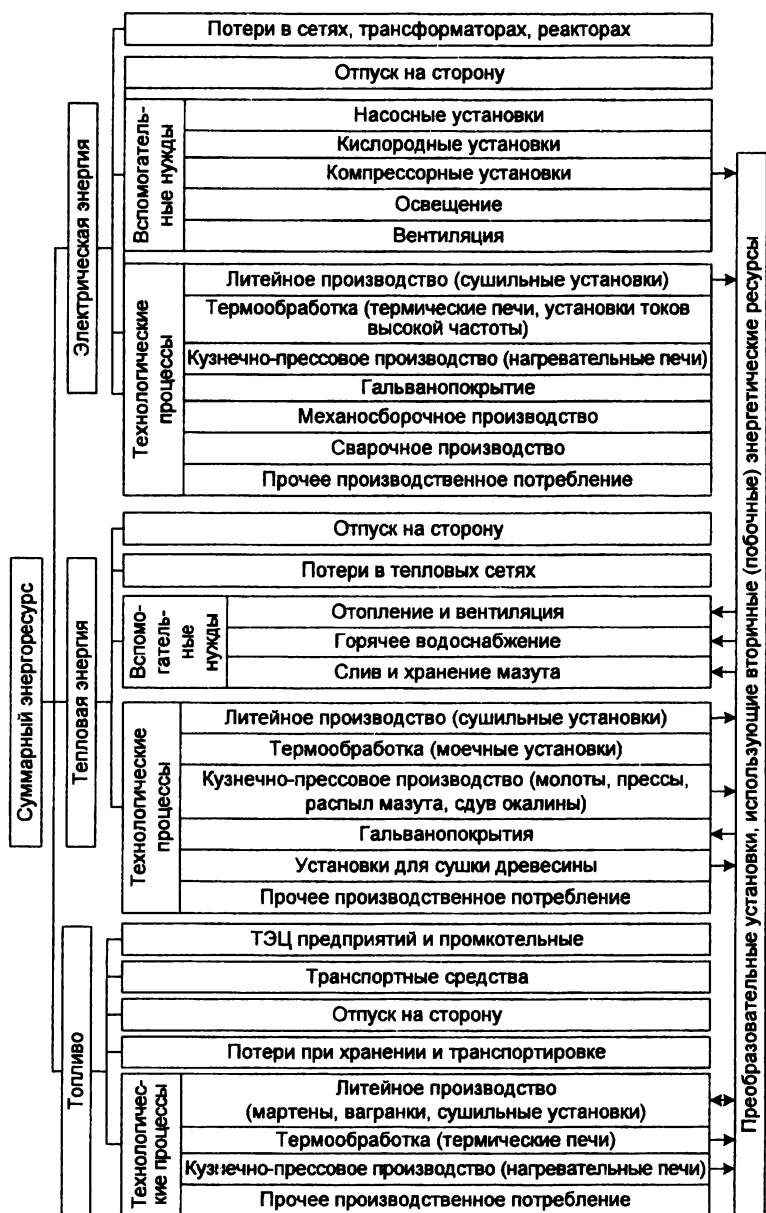 Суммарный энергоресурс
Электрическая энергия
Потери в сетях, трансформаторах, реакторах
Отпуск на сторону
Вспомогатель-
ные нужды
Насосные установки
Кислородные установки
Компрессорные установки
Освещение
Вентиляция
Технологические
процессы
Литейное производство (сушильные установки)
Термообработка (термические печи, установки токов
высокой частоты)
Кузнечно-прессовое производство (нагревательные печи)
Гальванопокрытие
Механосборочное производство
Сварочное производство
Прочее производственное потребление
Тепловая энергия
Отпуск на сторону
Потери в тепловых сетях
Вспомо-
гатель-
ные
нужды
Отопление и вентиляция
Горячее водоснабжение
Слив и хранение мазута
Технологические
процессы
Литейное производство (сушильные установки)
Термообработка (моечные установки)
Кузнечно-прессовое производство (молоты, прессы,
распыл мазута, сдув окалины)
Гальванопокрытия
Установки для сушки древесины
Прочее производственное потребление
Топливо
ТЭЦ предприятий и промкотельные
Транспортные средства
Отпуск на сторону
Потери при хранении и транспортировке
Технологичес-
кие процессы
Литейное производство
(мартены, вагранки, сушильные установки)
Термообработка (термические печи)
Кузнечно-прессовое производство (нагревательные печи)
Прочее производственное потребление
Преобразовательные установки, использующие вторичные (побочные) энергетические ресурсы